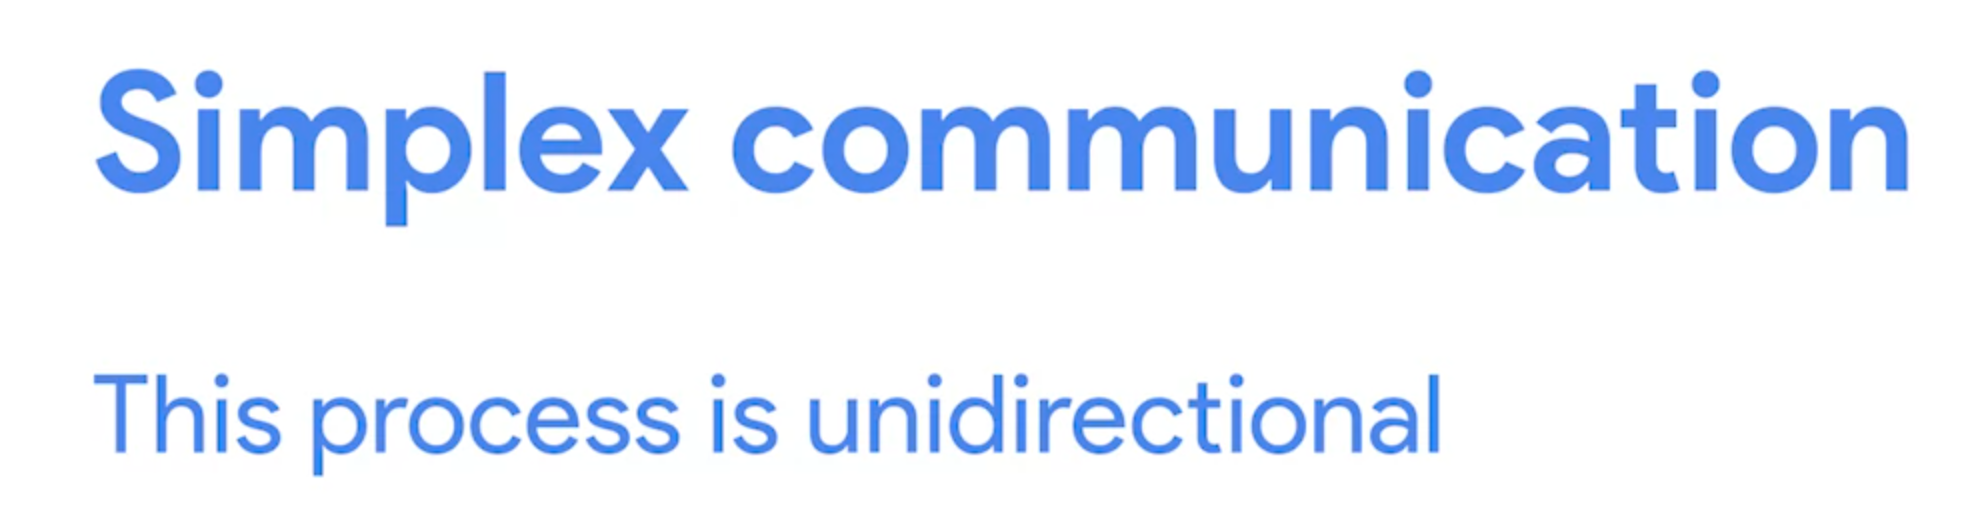 Simplex communication
This process is unidirectional